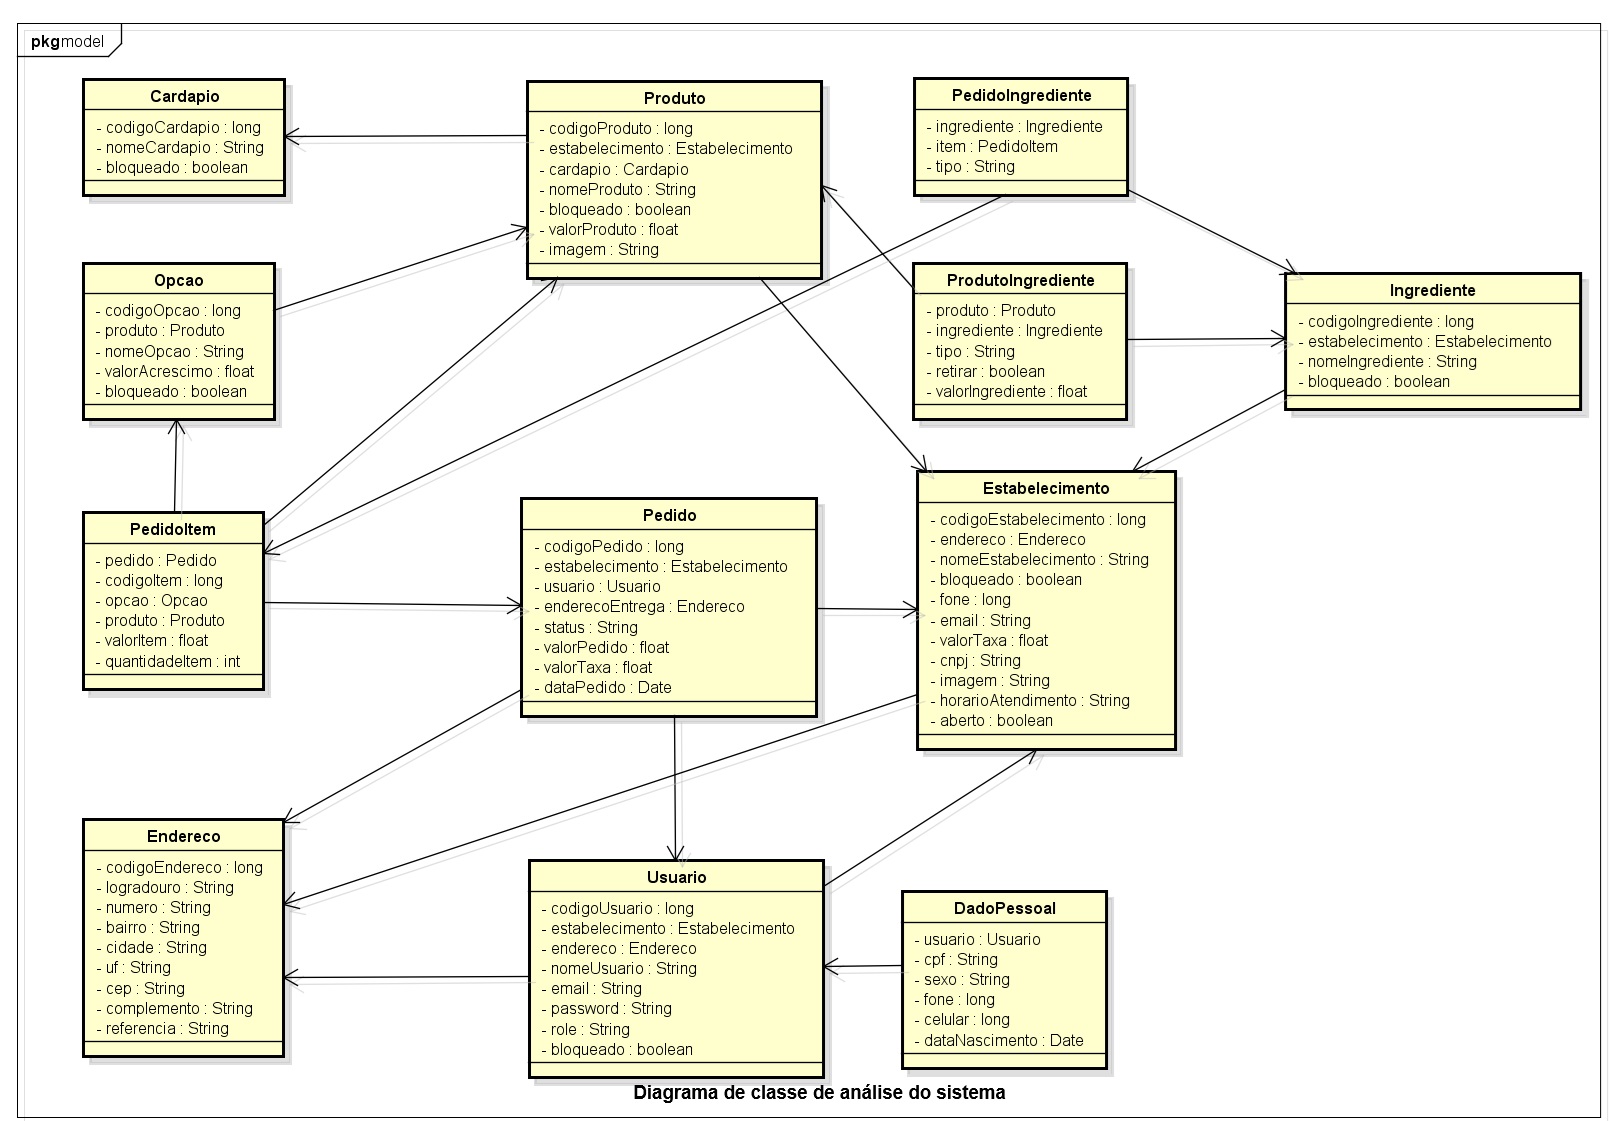 pkg model
Cardapio
- codigoCardapio : long
- nomeCardapio : String
- bloqueado : boolean
Produto
- codigoProduto : long
- estabelecimento : Estabelecimento
- cardapio : Cardapio
- nomeProduto : String
- bloqueado : boolean
- valorProduto : float
- imagem : String
PedidoIngrediente
- ingrediente : Ingrediente
- item : PedidoItem
- tipo : String
Opcao
- codigoOpcao : long
- produto : Produto
- nomeOpcao : String
- valorAcrescimo : float
- bloqueado : boolean
ProdutoIngrediente
- produto : Produto
- ingrediente : Ingrediente
- tipo : String
- retirar : boolean
- valorIngrediente : float
Ingrediente
- codigoIngrediente : long
- estabelecimento : Estabelecimento
- nomeIngrediente : String
- bloqueado : boolean
PedidoItem
- pedido : Pedido
- codigoItem : long
- opcao : Opcao
- produto : Produto
- valorItem : float
- quantidadeItem : int
Pedido
- codigoPedido : long
- estabelecimento : Estabelecimento
- usuario : Usuario
- enderecoEntrega : Endereco
- status : String
- valorPedido : float
- valorTaxa : float
- dataPedido : Date
Estabelecimento
- codigoEstabelecimento : long
- endereco : Endereco
- nomeEstabelecimento : String
- bloqueado : boolean
- fone : long
- email : String
- valorTaxa : float
- cnpj : String
- imagem : String
- horarioAtendimento : String
- aberto : boolean
Endereco
- codigoEndereco : long
- logradouro : String
- numero : String
- bairro : String
- cidade : String
- uf : String
- cep : String
- complemento : String
- referencia : String
Usuario
- codigoUsuario : long
- estabelecimento : Estabelecimento
- endereco : Endereco
- nomeUsuario : String
- email : String
- password : String
- role : String
- bloqueado : boolean
DadoPessoal
- usuario : Usuario
- cpf : String
- sexo : String
- fone : long
- celular : long
- dataNascimento : Date
Diagrama de classe de análise do sistema